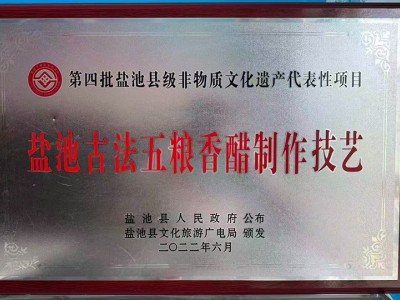 第四批盐池县级非物质文化遗产代表性项目
盐池古法五粮香醋制作技艺
盐池县人民政府 公布
盐池县文化旅游广电局 颁发
二〇二二年六月